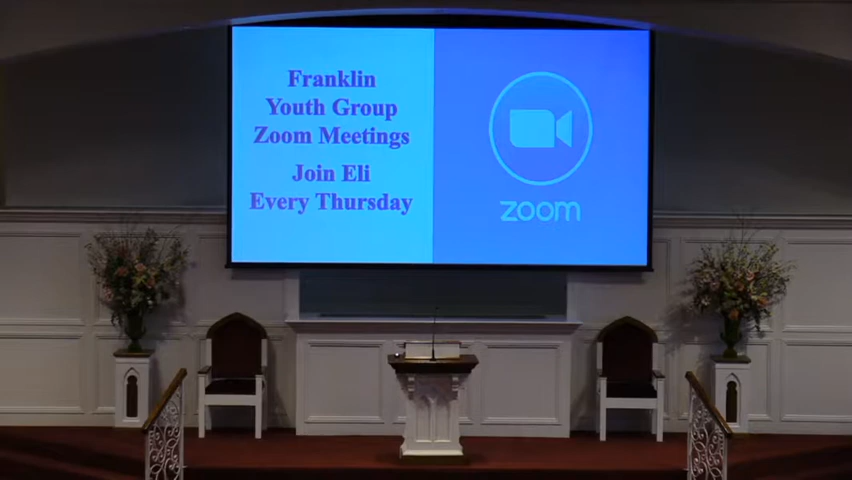 Franklin
Youth Group
Zoom Meetings
Join Eli
Every Thursday
zoom